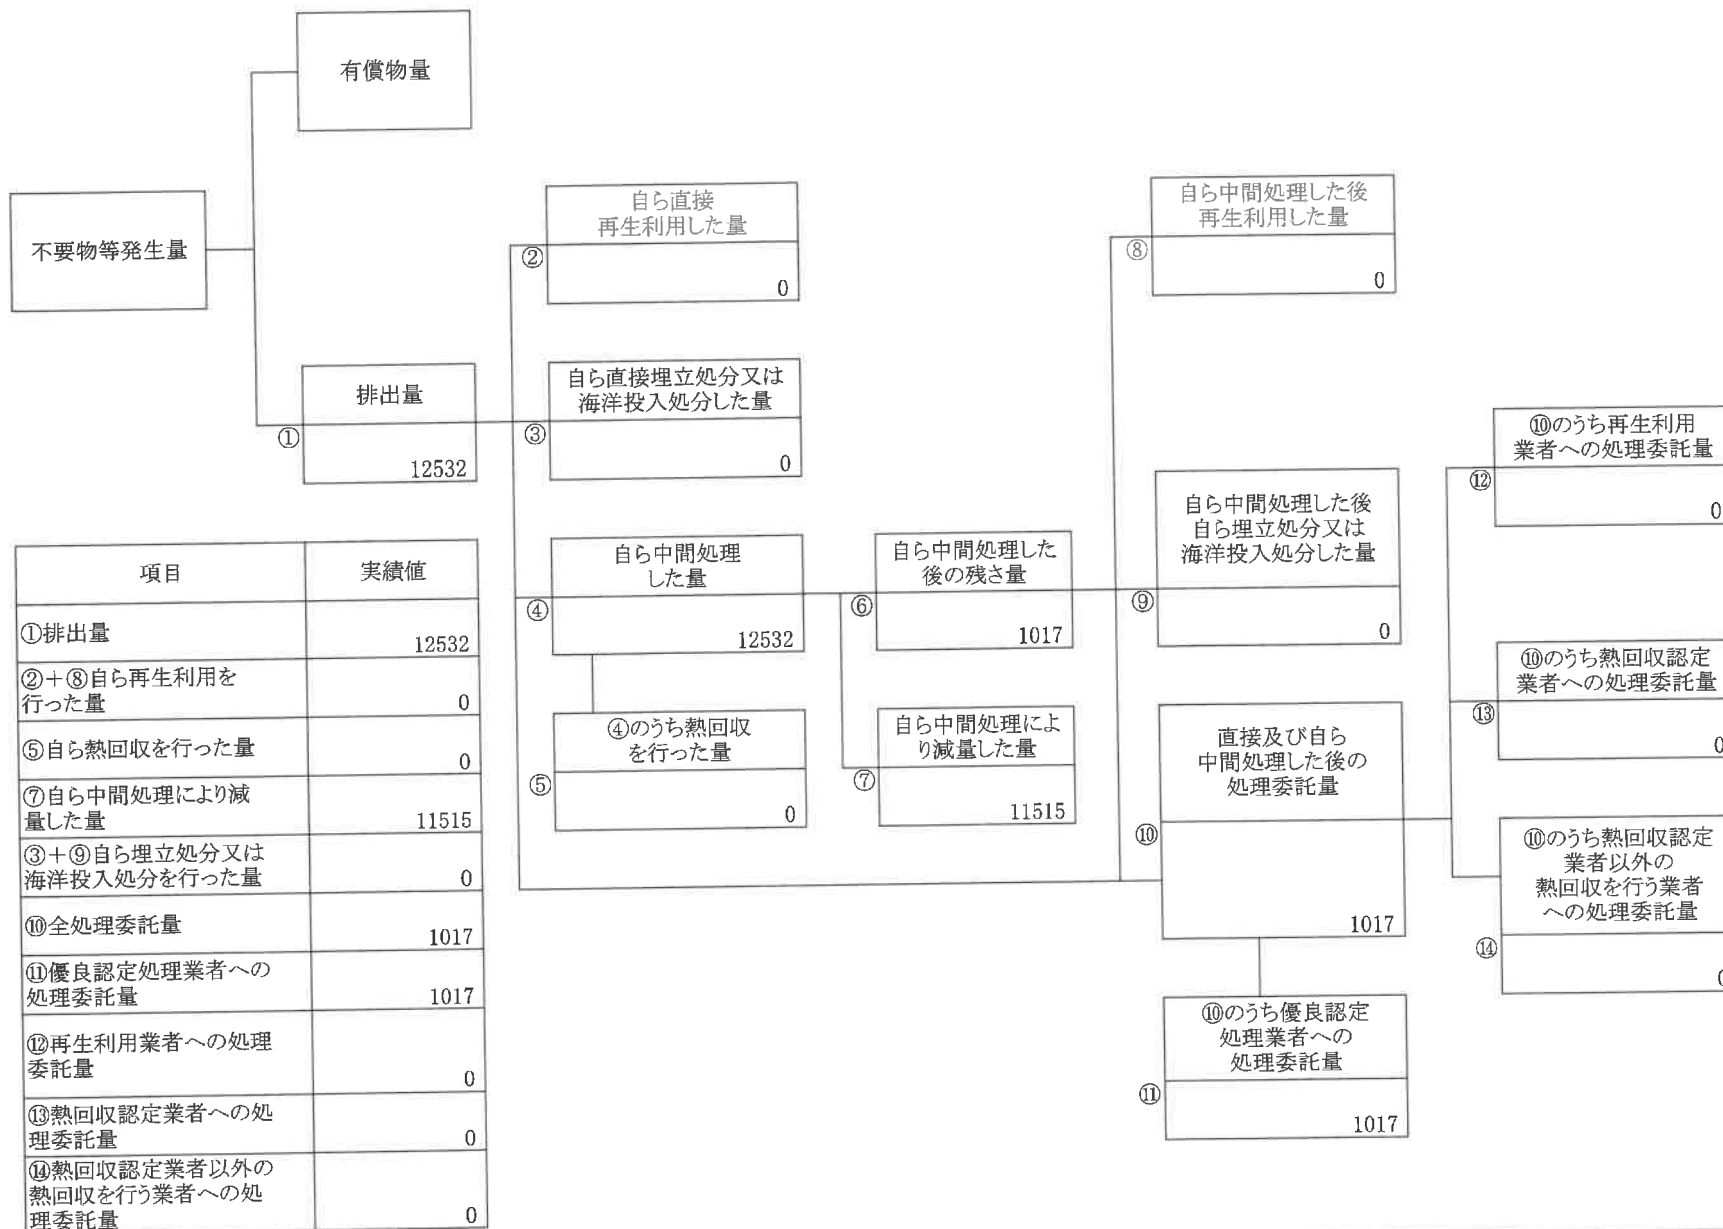 有償物量
不要物等発生量
排出量
①
12532
自ら直接
再生利用した量
②
0
自ら直接埋立処分又は
海洋投入処分した量
③
0
自ら中間処理
した量
④
12532
④のうち熱回収
を行った量
⑤
0
自ら中間処理した
後の残さ量
⑥
1017
自ら中間処理によ
り減量した量
⑦
11515
自ら中間処理した後
再生利用した量
⑧
0
自ら中間処理した後
自ら埋立処分又は
海洋投入処分した量
⑨
0
直接及び自ら
中間処理した後の
処理委託量
⑩
1017
⑩のうち優良認定
処理業者への
処理委託量
⑪
1017
⑩のうち再生利用
業者への処理委託量
⑫
0
⑩のうち熱回収認定
業者への処理委託量
⑬
0
⑩のうち熱回収認定
業者以外の
熱回収を行う業者
への処理委託量
⑭
0
項目 実績値
①排出量 12532
②+⑧自ら再生利用を
行った量 0
⑤自ら熱回収を行った量 0
⑦自ら中間処理により減
量した量 11515
③+⑨自ら埋立処分又は
海洋投入処分を行った量 0
⑩全処理委託量 1017
⑪優良認定処理業者への
処理委託量 1017
⑫再生利用業者への処理
委託量 0
⑬熱回収認定業者への処
理委託量 0
⑭熱回収認定業者以外の
熱回収を行う業者への処
理委託量 0